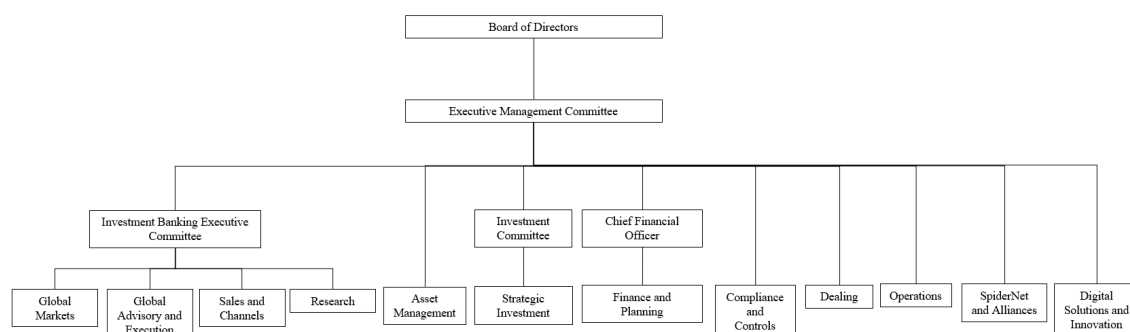 Board of Directors
Executive Management Committee
Investment Banking Executive
Committee
Investment
Committee
Chief Financial
Officer
Global
Markets
Global
Advisory and
Execution
Sales and
Channels
Research
Asset
Management
Strategic
Investment
Finance and
Planning
Compliance
and
Controls
Dealing
Operations
SpiderNet
and Alliances
Digital
Solutions and
Innovation